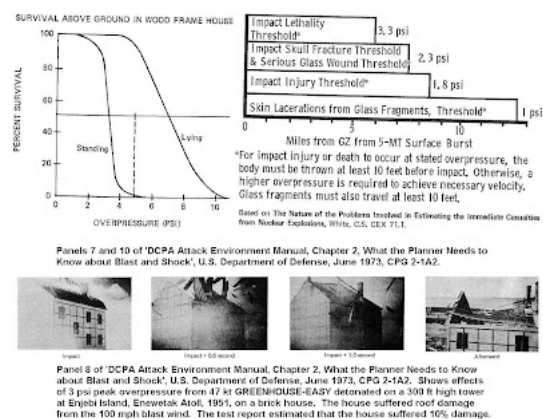 SURVIVAL ABOVE GROUND IN WOOD FRAME HOUSE
100
80
60
40
20
0
PERCENT SURVIVAL
Standing
Lying
0 2 4 6 8 10
OVERPRESSURE (PSI)
Impact Lethality
Threshold*
3,3 psi
Impact Skull Fracture Threshold
& Serious Glass Wound Threshold
2,3 psi
Impact Injury Threshold*
1,8 psi
Skin Lacerations from Glass Fragments, Threshold*
1 psi
0 5 10
Miles from GZ from 5-MT Surface Burst
*For impact injury or death to occur at stated overpressure, the
body must be thrown at least 10 feet before impact. Otherwise, a
higher overpressure is required to achieve necessary velocity.
Glass fragments must also travel at least 10 feet.
Based on The Nature of the Problems Involved in Estimating the Immediate Casualties
from Nuclear Explosions, White, C.S. CEX 71.1.
Panels 7 and 10 of 'DCPA Attack Environment Manual, Chapter 2, What the Planner Needs to
Know about Blast and Shock', U.S. Department of Defense, June 1973, CPG 2-1A2.
Impact
Impact + 0.5 second
Impact + 1.0 second
Afterward
Panel 8 of 'DCPA Attack Environment Manual, Chapter 2, What the Planner Needs to Know
about Blast and Shock', U.S. Department of Defense, June 1973, CPG 2-1A2. Shows effects
of 3 psi peak overpressure from 47 kt GREENHOUSE-EASY detonated on a 300 ft high tower
at Enjebi Island, Enewetak Atoll, 1951, on a brick house. The house suffered roof damage
from the 100 mph blast wind. The test report estimated that the house suffered 10% damage.